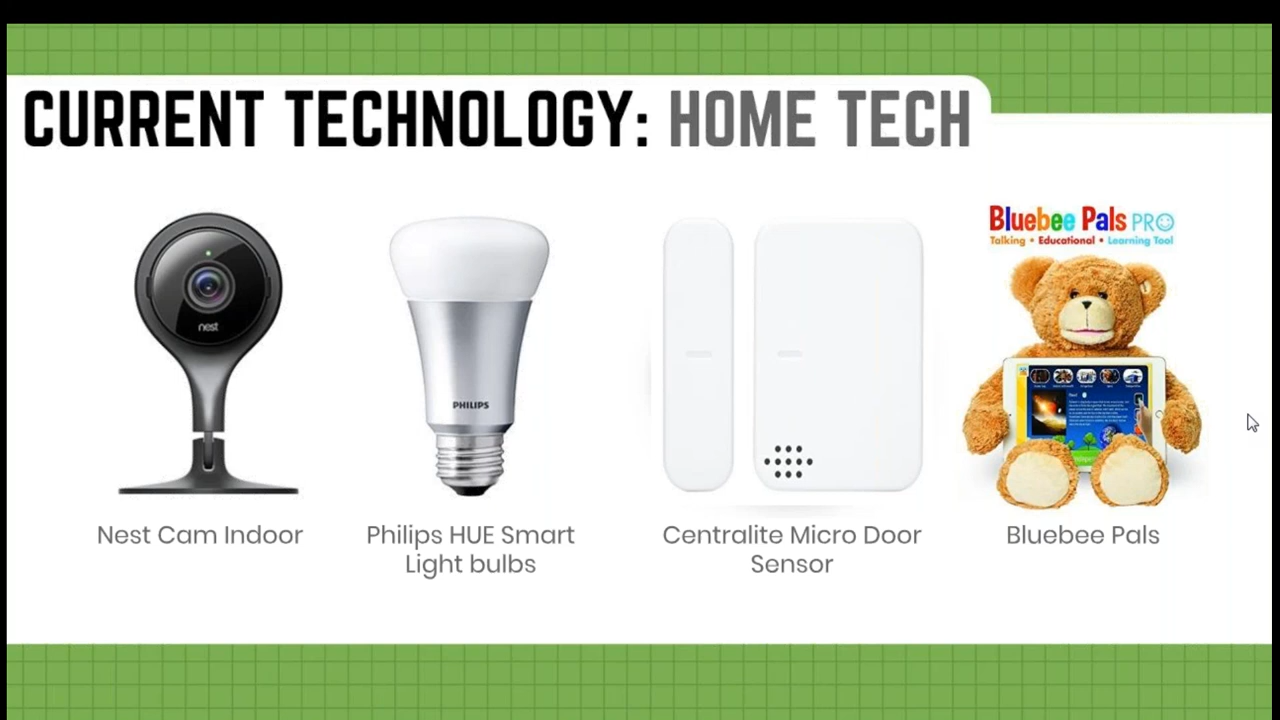 CURRENT TECHNOLOGY: HOME TECH
Bluebee Pals PRO
Talking • Educational • Learning Tool
nest
PHILIPS
Nest Cam Indoor
Philips HUE Smart
Light bulbs
Centralite Micro Door
Sensor
Bluebee Pals